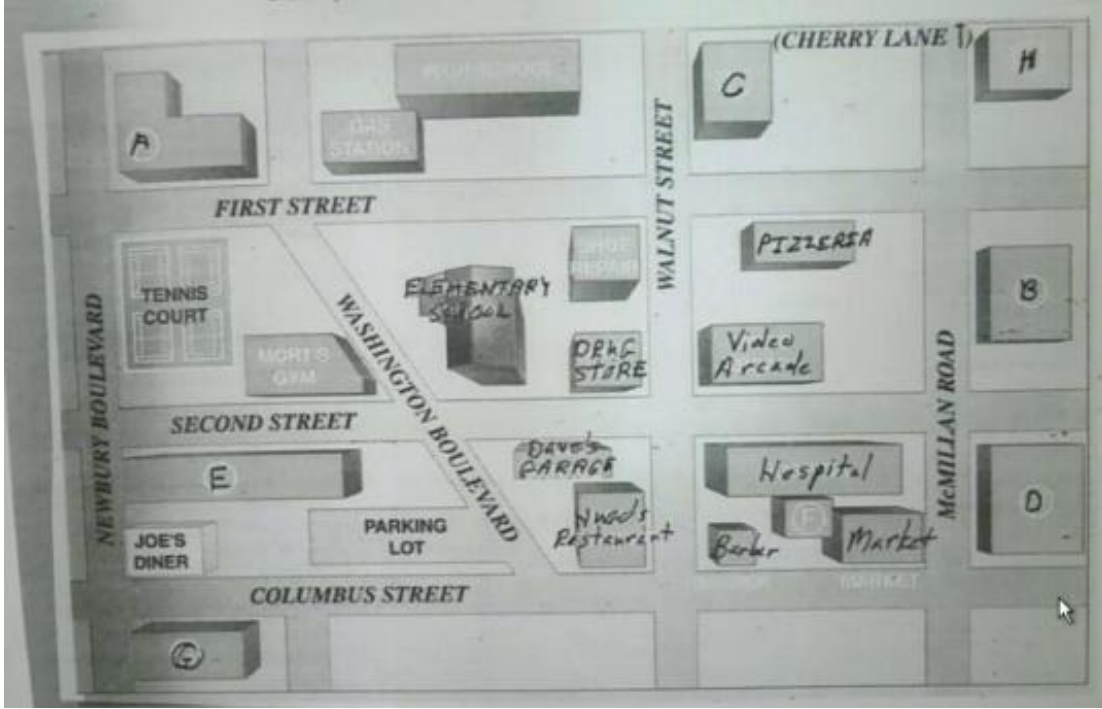 (CHERRY LANE ↑)
A
GAS
STATION
C
H
FIRST STREET
WALNUT STREET
TENNIS
COURT
MORT'S
GYM
WASHINGTON BOULEVARD
ELEMENTARY
SCHOOL
REPAIR
DRUG
STORE
PIZZERIA
Video
Arcade
B
NEWBURY BOULEVARD
SECOND STREET
McMILLAN ROAD
E
JOE'S
DINER
PARKING
LOT
DAVE'S
GARAGE
Restaurant
Hospital
F
Barber
Market
MARKET
D
COLUMBUS STREET
G